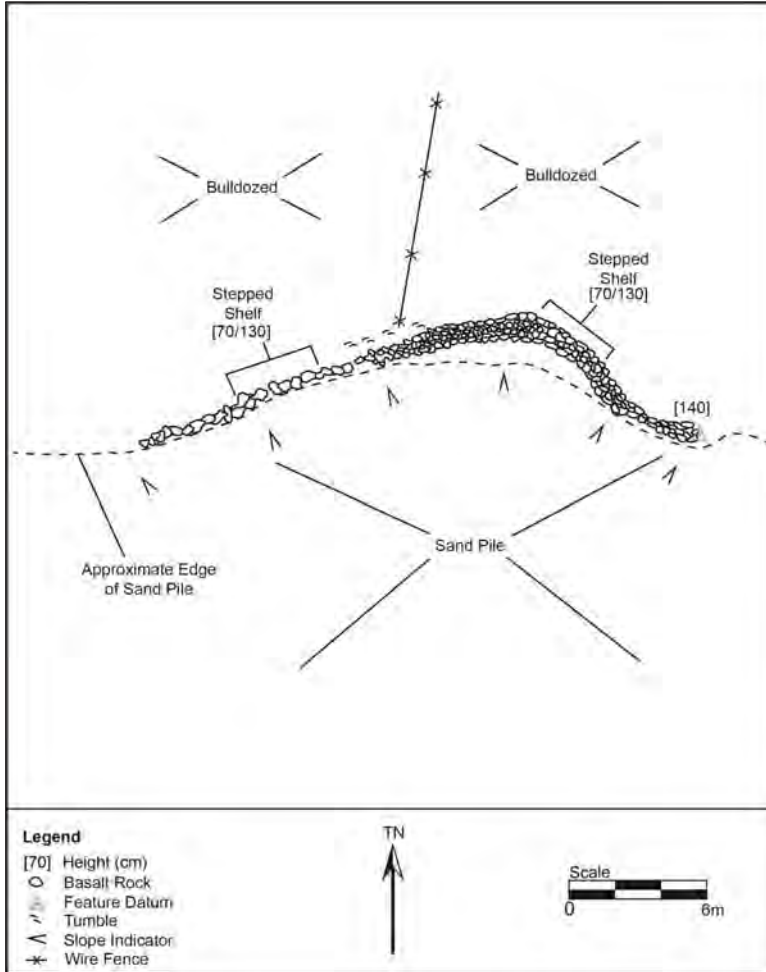 Bulldozed
Bulldozed
Stepped
Shelf
[70/130]
Stepped
Shelf
[70/130]
[140]
Sand Pile
Approximate Edge
of Sand Pile
Legend
[70] Height (cm)
Basalt Rock
Feature Datum
Tumble
Slope Indicator
Wire Fence
TN
Scale
0 6m